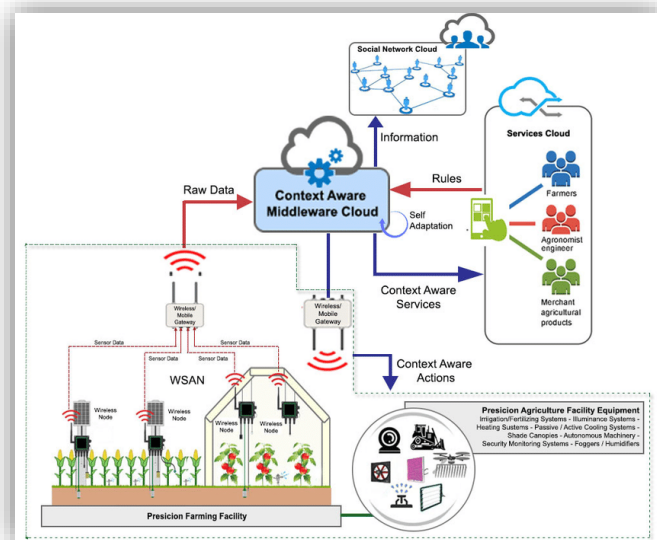 Social Network Cloud
Information
Services Cloud
Farmers
Agronomist
engineer
Merchant
agricultural
products
Rules
Raw Data
Context Aware
Middleware Cloud
Self
Adaptation
Context Aware
Services
Wireless/
Mobile
Gateway
Wireless/
Mobile
Gateway
Sensor Data
Sensor Data
Sensor Data
Sensor Data
WSAN
Context Aware
Actions
Wireless
Node
Wireless
Node
Wireless
Node
Wireless
Node
Presicion Agriculture Facility Equipment
Irrigation/Fertilizing Systems - Illuminance Systems -
Heating Sustems - Passive / Active Cooling Systems -
Shade Canopies - Autonomous Machinery -
Security Monitoring Systems - Foggers / Humidifiers
Presicion Farming Facility